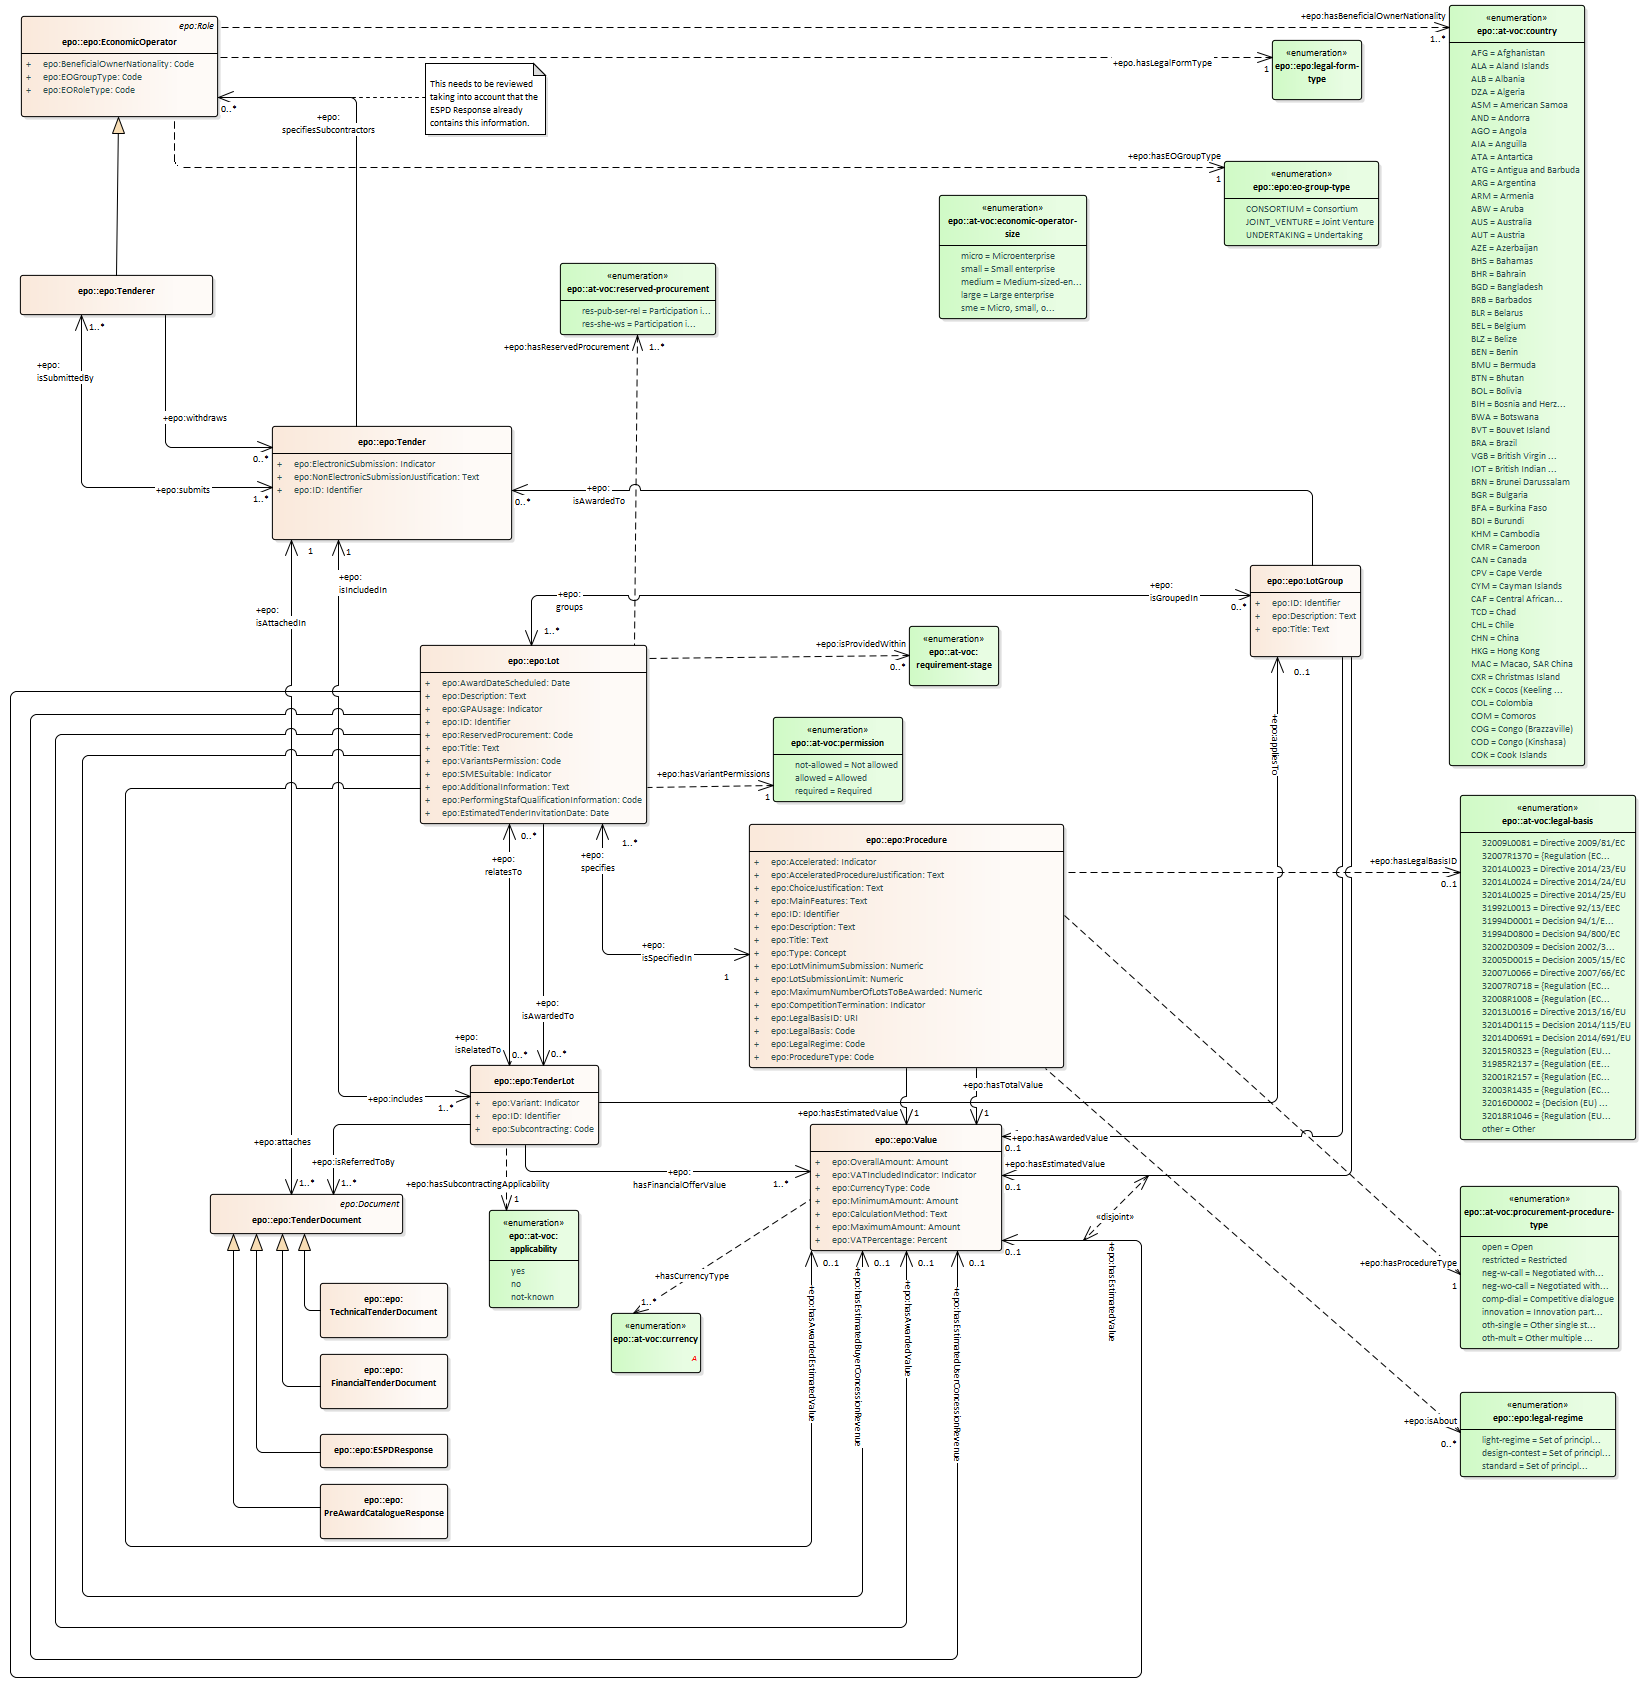 epo:Role
epo::epo:EconomicOperator
+ epo:BeneficialOwnerNationality: Code
+ epo:EOGroupType: Code
+ epo:EORoleType: Code
0..*
+epo:
specifiesSubcontractors
This needs to be reviewed
taking into account that the
ESPD Response already
contains this information.
+epo:hasBeneficialOwnerNationality
1..*
+epo.hasLegalFormType
1
«enumeration»
epo::epo:legal-form-
type
+epo:hasEOGroupType
1
«enumeration»
epo::epo:eo-group-type
CONSORTIUM = Consortium
JOINT_VENTURE = Joint Venture
UNDERTAKING = Undertaking
«enumeration»
epo::at-voc:country
AFG = Afghanistan
ALA = Aland Islands
ALB = Albania
DZA = Algeria
ASM = American Samoa
AND = Andorra
AGO = Angola
AIA = Anguilla
ATA = Antartica
ATG = Antigua and Barbuda
ARG = Argentina
ARM = Armenia
ABW = Aruba
AUS = Australia
AUT = Austria
AZE = Azerbaijan
BHS = Bahamas
BHR = Bahrain
BGD = Bangladesh
BRB = Barbados
BLR = Belarus
BEL = Belgium
BLZ = Belize
BEN = Benin
BMU = Bermuda
BTN = Bhutan
BOL = Bolivia
BIH = Bosnia and Herz...
BWA = Botswana
BVT = Bouvet Island
BRA = Brazil
VGB = British Virgin ...
IOT = British Indian ...
BRN = Brunei Darussalam
BGR = Bulgaria
BFA = Burkina Faso
BDI = Burundi
KHM = Cambodia
CMR = Cameroon
CAN = Canada
CPV = Cape Verde
CYM = Cayman Islands
CAF = Central African...
TCD = Chad
CHL = Chile
CHN = China
HKG = Hong Kong
MAC = Macao, SAR China
CXR = Christmas Island
CCK = Cocos (Keeling ...
COL = Colombia
COM = Comoros
COG = Congo (Brazzaville)
COD = Congo (Kinshasa)
COK = Cook Islands
«enumeration»
epo::at-voc:economic-operator-
size
micro = Microenterprise
small = Small enterprise
medium = Medium-sized-en...
large = Large enterprise
sme = Micro, small, o...
«enumeration»
epo::at-voc:reserved-procurement
res-pub-ser-rel = Participation i...
res-she-ws = Participation i...
+epo:hasReservedProcurement
1..*
epo::epo:Tenderer
1..*
+epo:
isSubmittedBy
+epo:withdraws
0..*
+epo:submits
1..*
epo::epo:Tender
+ epo:ElectronicSubmission: Indicator
+ epo:NonElectronicSubmissionJustification: Text
+ epo:ID: Identifier
+epo:
isAwardedTo
0..*
1
1
+epo:
isIncludedIn
+epo:
isAttachedIn
+epo:
groups
1..*
+epo:
isGroupedIn
0..*
epo::epo:LotGroup
+ epo:ID: Identifier
+ epo:Description: Text
+ epo:Title: Text
0..1
+epo:appliesTo
epo::epo:Lot
+ epo:AwardDateScheduled: Date
+ epo:Description: Text
+ epo:GPAUsage: Indicator
+ epo:ID: Identifier
+ epo:ReservedProcurement: Code
+ epo:Title: Text
+ epo:VariantsPermission: Code
+ epo:SMESuitable: Indicator
+ epo:AdditionalInformation: Text
+ epo:PerformingStafQualificationInformation: Code
+ epo:EstimatedTenderInvitationDate: Date
+epo:isProvidedWithin
0..*
«enumeration»
epo::at-voc:
requirement-stage
+epo:hasVariantPermissions
1
«enumeration»
epo::at-voc:permission
not-allowed = Not allowed
allowed = Allowed
required = Required
0..*
+epo:
relatesTo
1..*
+epo:
specifies
+epo:
isSpecifiedIn
1
epo::epo:Procedure
+ epo:Accelerated: Indicator
+ epo:AcceleratedProcedureJustification: Text
+ epo:ChoiceJustification: Text
+ epo:MainFeatures: Text
+ epo:ID: Identifier
+ epo:Description: Text
+ epo:Title: Text
+ epo:Type: Concept
+ epo:LotMinimumSubmission: Numeric
+ epo:LotSubmissionLimit: Numeric
+ epo:MaximumNumberOfLotsToBeAwarded: Numeric
+ epo:CompetitionTermination: Indicator
+ epo:LegalBasisID: URI
+ epo:LegalBasis: Code
+ epo:LegalRegime: Code
+ epo:ProcedureType: Code
+epo:hasLegalBasisID
0..1
«enumeration»
epo::at-voc:legal-basis
32009L0081 = Directive 2009/81/EC
32007R1370 = {Regulation (EC...
32014L0023 = Directive 2014/23/EU
32014L0024 = Directive 2014/24/EU
32014L0025 = Directive 2014/25/EU
31992L0013 = Directive 92/13/EEC
31994D0001 = Decision 94/1/E...
31994D0800 = Decision 94/800/EC
32002D0309 = Decision 2002/3...
32005D0015 = Decision 2005/15/EC
32007L0066 = Directive 2007/66/EC
32007R0718 = {Regulation (EC...
32008R1008 = {Regulation (EC...
32013L0016 = Directive 2013/16/EU
32014D0115 = Decision 2014/115/EU
32014D0691 = Decision 2014/691/EU
32015R0323 = {Regulation (EU...
31985R2137 = {Regulation (EE...
32001R2157 = {Regulation (EC...
32003R1435 = {Regulation (EC...
32016D0002 = {Decision (EU) ...
32018R1046 = {Regulation (EU...
other = Other
+epo:
isAwardedTo
+epo:
isRelatedTo
0..*
0..*
epo::epo:TenderLot
+ epo:Variant: Indicator
+ epo:ID: Identifier
+ epo:Subcontracting: Code
+epo:includes
1..*
+epo:attaches
1..*
+epo:isReferredToBy
1..*
+epo:hasSubcontractingApplicability
1
+epo:
hasFinancialOfferValue
1..*
+epo:hasTotalValue
1
+epo:hasEstimatedValue
1
epo::epo:Value
+ epo:OverallAmount: Amount
+ epo:VATIncludedIndicator: Indicator
+ epo:CurrencyType: Code
+ epo:MinimumAmount: Amount
+ epo:CalculationMethod: Text
+ epo:MaximumAmount: Amount
+ epo:VATPercentage: Percent
+epo:hasAwardedValue
0..1
+epo:hasEstimatedValue
0..1
«disjoint»
0..1
+epo:hasEstimatedValue
0..1
+epo:hasAwardedEstimatedValue
0..1
+epo:hasEstimatedBuyerConcessionRevenue
0..1
+epo:hasAwardedValue
0..1
+epo:hasEstimatedUserConcessionRevenue
epo:Document
epo::epo:TenderDocument
«enumeration»
epo::at-voc:
applicability
yes
no
not-known
+epo:hasCurrencyType
1..*
«enumeration»
epo::at-voc:currency
A
epo::epo:
TechnicalTenderDocument
epo::epo:
FinancialTenderDocument
epo::epo:ESPDResponse
epo::epo:
PreAwardCatalogueResponse
«enumeration»
epo::at-voc:procurement-procedure-
type
open = Open
restricted = Restricted
neg-w-call = Negotiated with...
neg-wo-call = Negotiated with...
comp-dial = Competitive dialogue
innovation = Innovation part...
oth-single = Other single st...
oth-mult = Other multiple ...
+epo:hasProcedureType
1
«enumeration»
epo::epo:legal-regime
light-regime = Set of principl...
design-contest = Set of principl...
standard = Set of principl...
+epo:isAbout
0..*